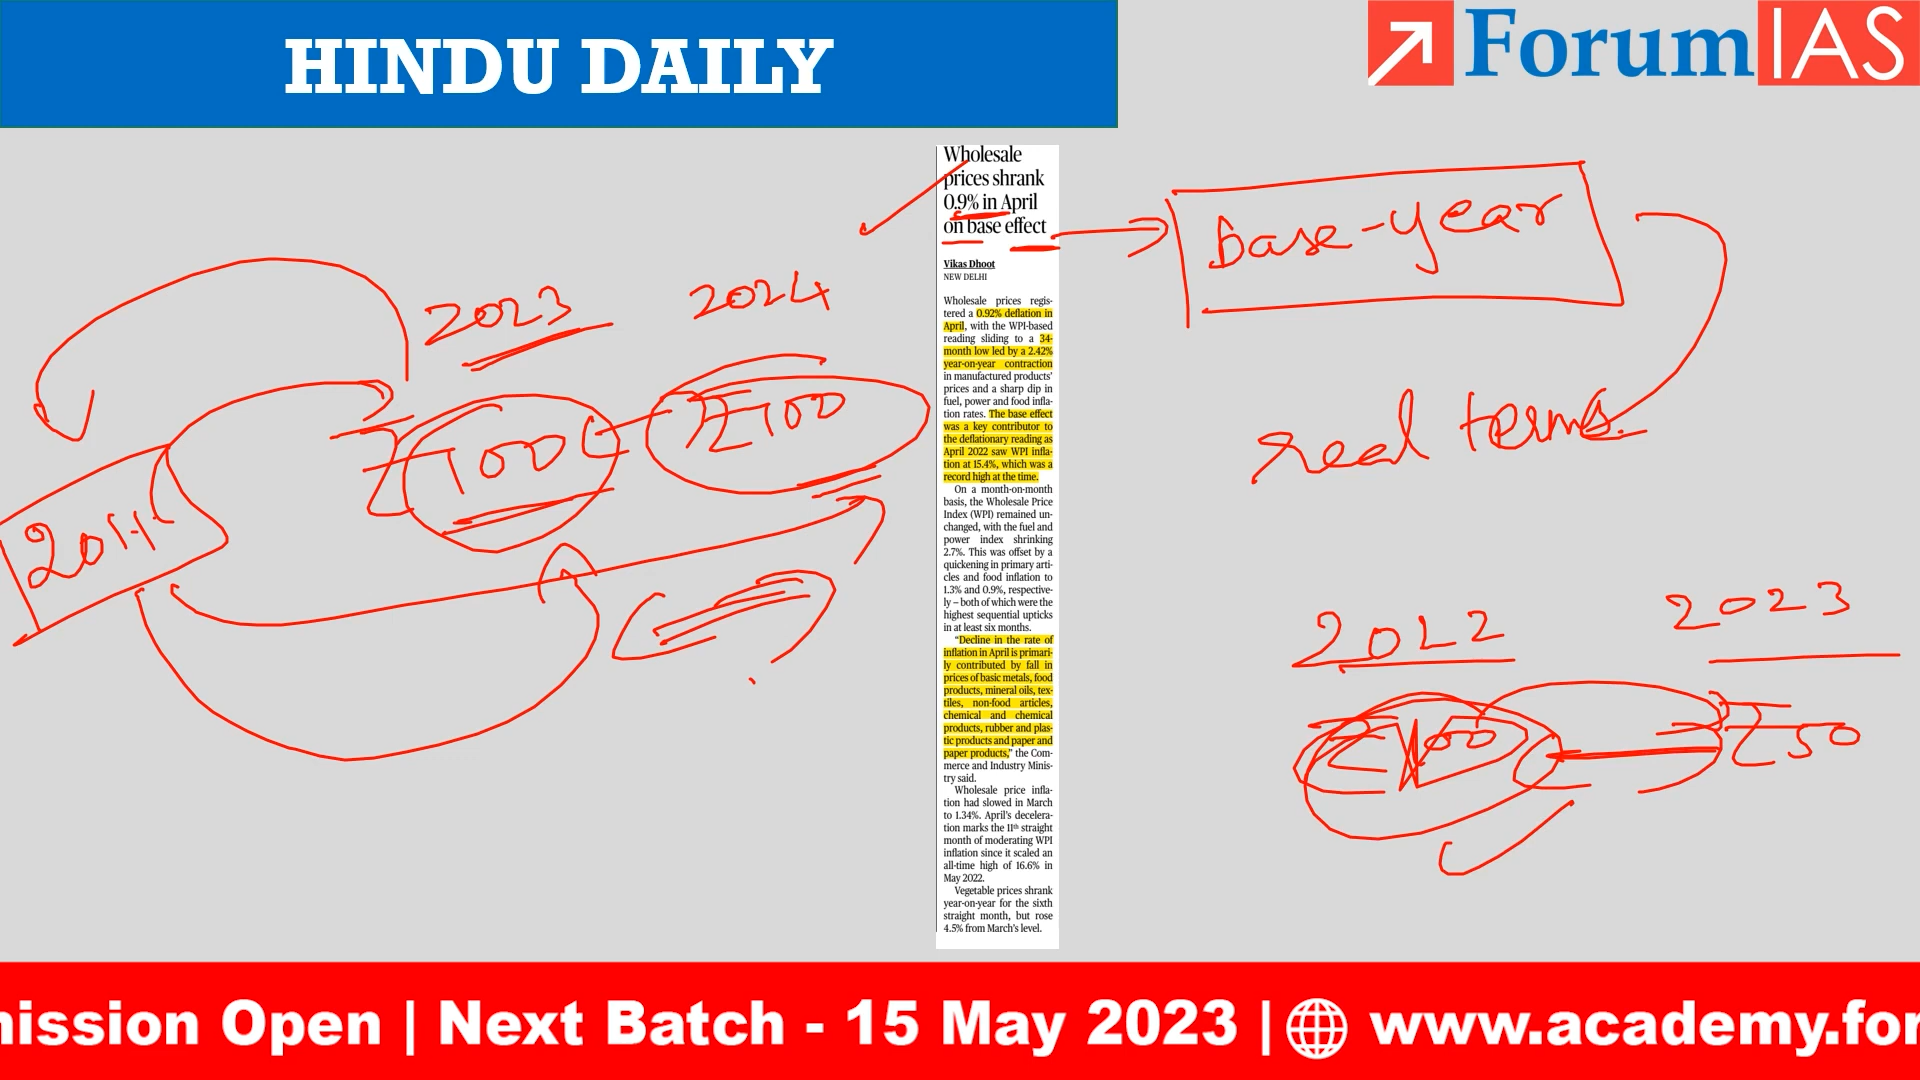 HINDU DAILY
ForumIAS
Wholesale
prices shrank
0.9% in April
on base effect
Vikas Dhoot
NEW DELHI
Wholesale prices regis-
tered a 0.92% deflation in
April, with the WPI-based
reading sliding to a 34-
month low led by a 2.42%
year-on-year contraction
in manufactured products'
prices and a sharp dip in
fuel, power and food infla-
tion rates. The base effect
was a key contributor to
the deflationary reading as
April 2022 saw WPI infla-
tion at 15.4%, which was a
record high at the time.
On a month-on-month
basis, the Wholesale Price
Index (WPI) remained un-
changed, with the fuel and
power index shrinking
2.7%. This was offset by a
quickening in primary arti-
cles and food inflation to
1.3% and 0.9%, respective-
ly – both of which were the
highest sequential upticks
in at least six months.
"Decline in the rate of
inflation in April is primari-
ly contributed by fall in
prices of basic metals, food
products, mineral oils, tex-
tiles, non-food articles,
chemical and chemical
products, rubber and plas-
tic products and paper and
paper products," the Com-
merce and Industry Minis-
try said.
Wholesale price infla-
tion had slowed in March
to 1.34%. April's decelera-
tion marks the 11th straight
month of moderating WPI
inflation since it scaled an
all-time high of 16.6% in
May 2022.
Vegetable prices shrank
year-on-year for the sixth
straight month, but rose
4.5% from March's level.
base-year
real terms
2023
2024
₹100
₹100
2011
2022
2023
₹100
₹50
mission Open | Next Batch - 15 May 2023 | www.academy.for